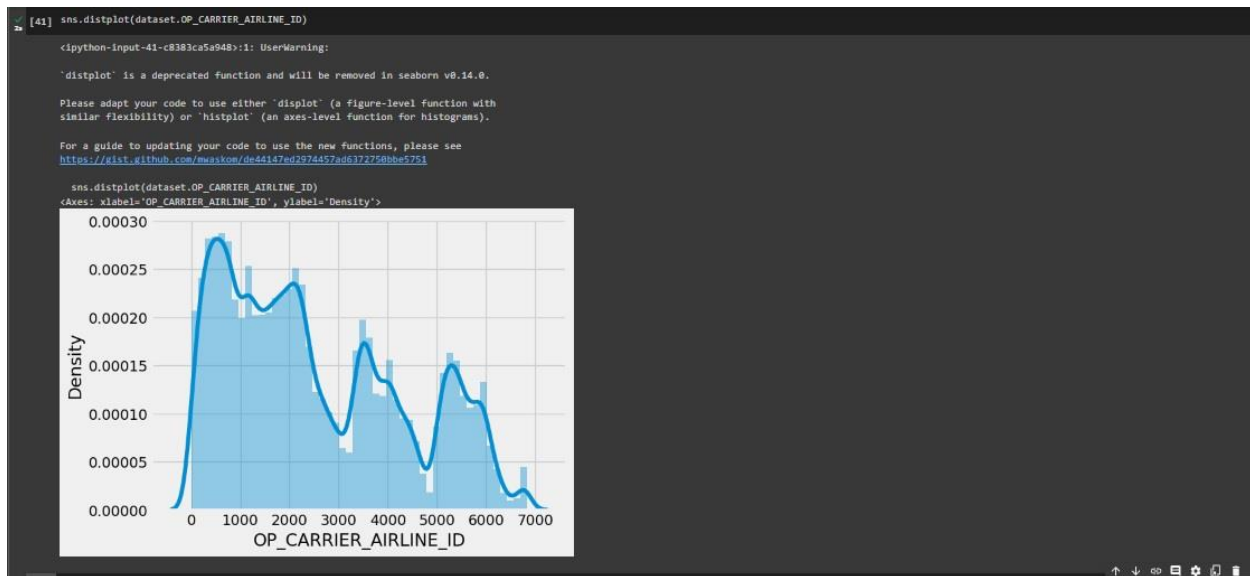 [41] sns.distplot(dataset.OP_CARRIER_AIRLINE_ID)
2s
<ipython-input-41-c8383ca5a948>:1: UserWarning:
`distplot` is a deprecated function and will be removed in seaborn v0.14.0.
Please adapt your code to use either `displot` (a figure-level function with
similar flexibility) or `histplot` (an axes-level function for histograms).
For a guide to updating your code to use the new functions, please see
https://gist.github.com/mwaskom/de44147ed2974457ad6372750bbe5751
sns.distplot(dataset.OP_CARRIER_AIRLINE_ID)
<Axes: xlabel='OP_CARRIER_AIRLINE_ID', ylabel='Density'>
0.00030
0.00025
0.00020
0.00015
0.00010
0.00005
0.00000
Density
0 1000 2000 3000 4000 5000 6000 7000
OP_CARRIER_AIRLINE_ID